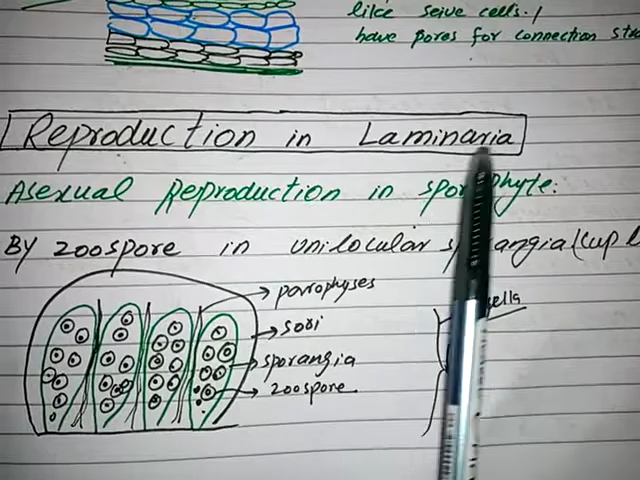 like seive cells.
have pores for connection
Reproduction in Laminaria
Asexual Reproduction in
By zoospore in unilocular
parophyses
sori
sporangia
zoospore